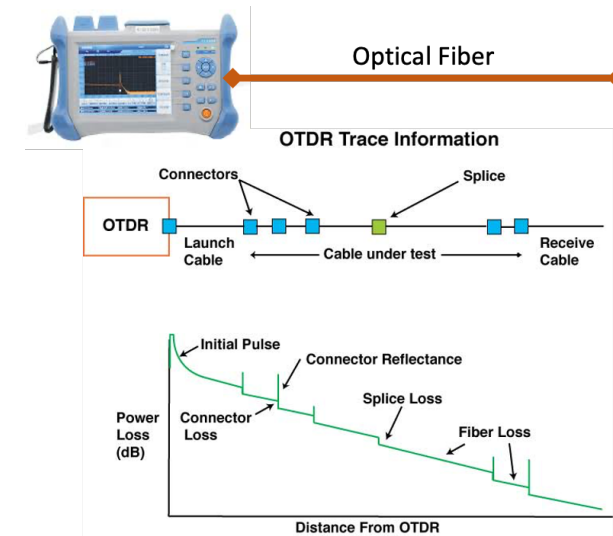 Optical Fiber
OTDR Trace Information
Connectors
Splice
OTDR
Launch
Cable
Cable under test
Receive
Cable
Initial Pulse
Connector Reflectance
Splice Loss
Power
Loss
(dB)
Connector
Loss
Fiber Loss
Distance From OTDR